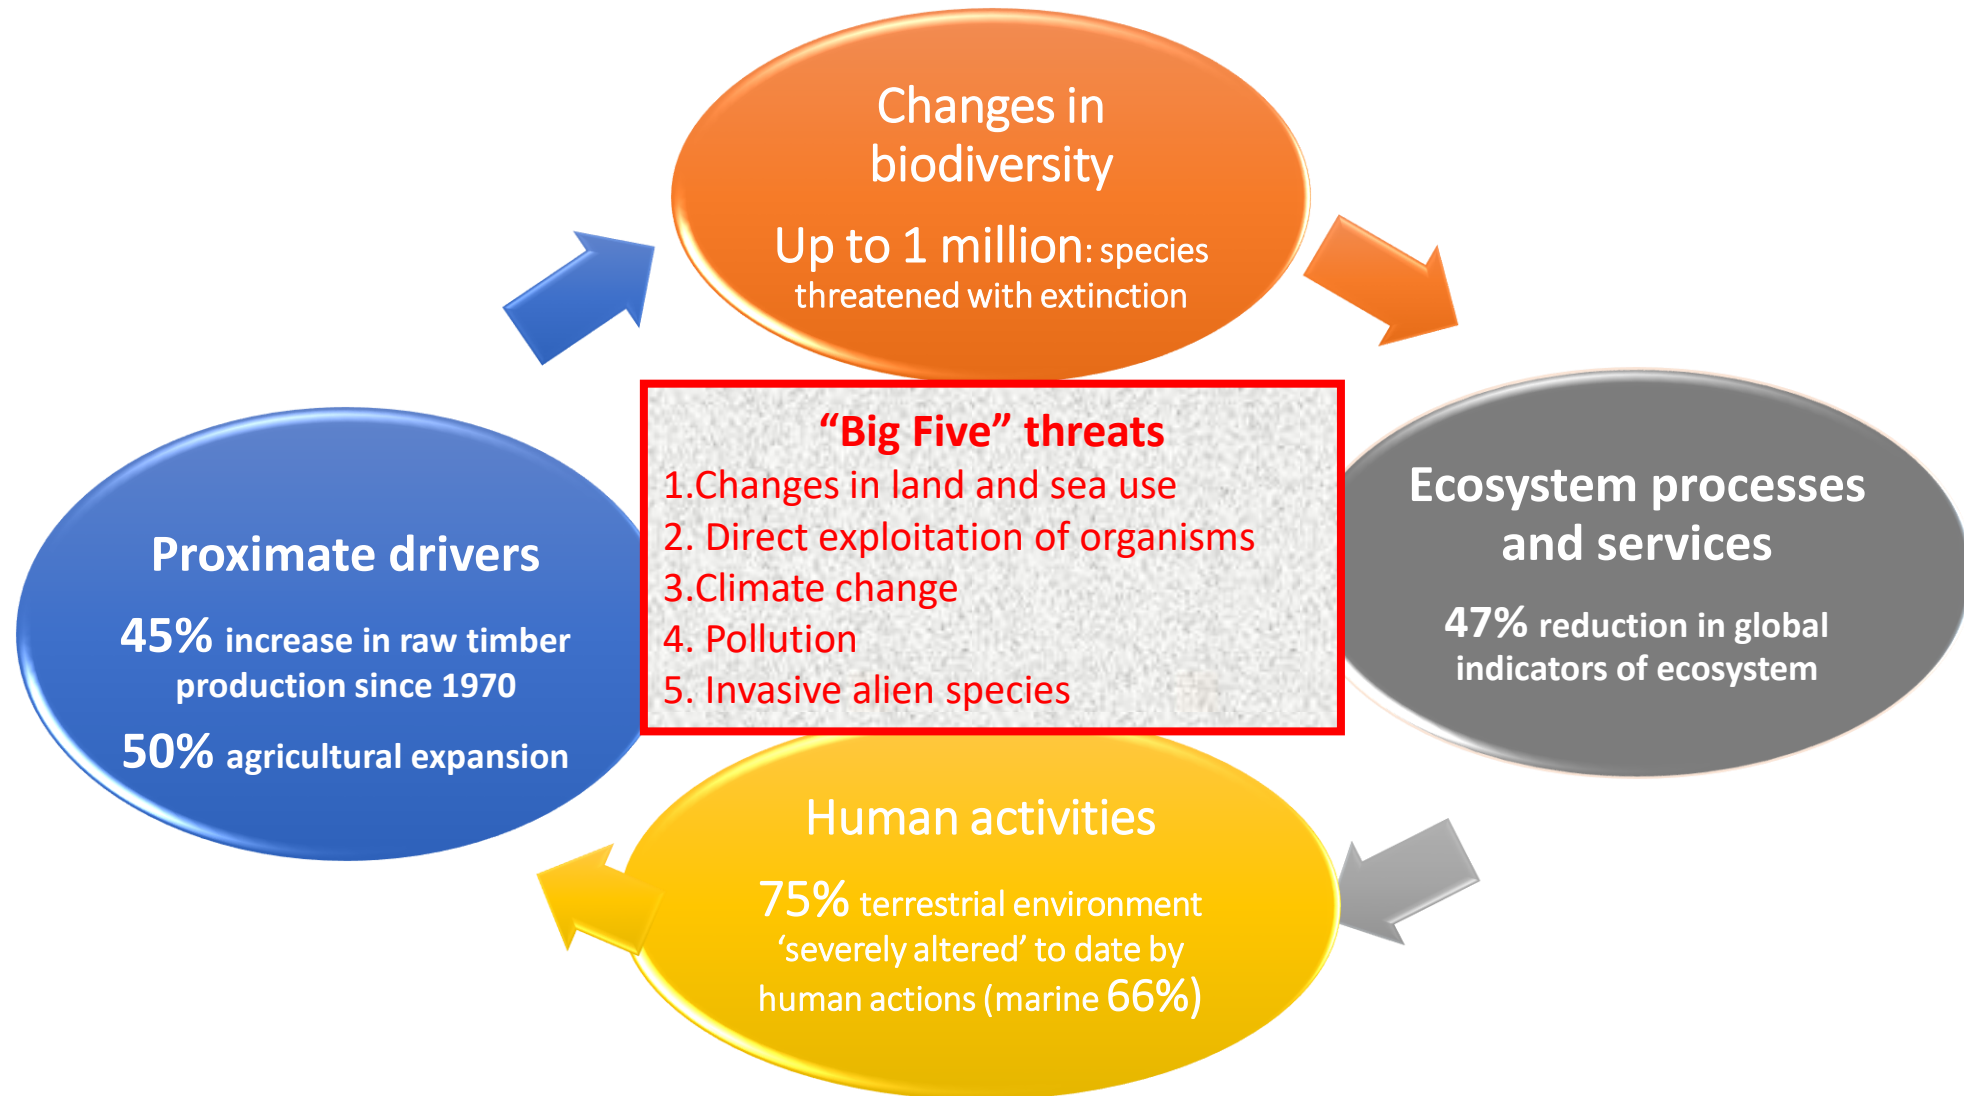 Changes in
biodiversity
Up to 1 million: species
threatened with extinction
“Big Five” threats
1.Changes in land and sea use
2. Direct exploitation of organisms
3.Climate change
4. Pollution
5. Invasive alien species
Ecosystem processes
and services
47% reduction in global
indicators of ecosystem
Human activities
75% terrestrial environment
‘severely altered’ to date by
human actions (marine 66%)
Proximate drivers
45% increase in raw timber
production since 1970
50% agricultural expansion